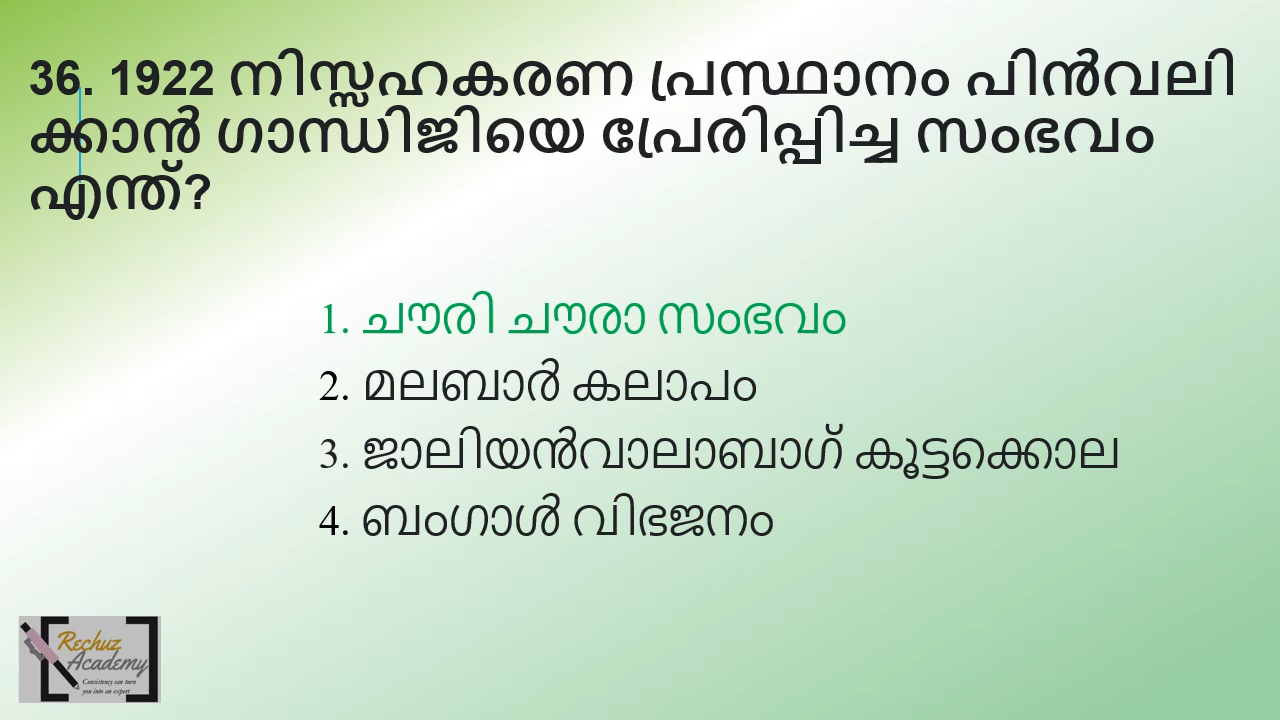 36. 1922 നിസ്സഹകരണ പ്രസ്ഥാനം പിൻവലി
ക്കാൻ ഗാന്ധിജിയെ പ്രേരിപ്പിച്ച സംഭവം
എന്ത്?
1. ചൗരി ചൗരാ സംഭവം
2. മലബാർ കലാപം
3. ജാലിയൻവാലാബാഗ് കൂട്ടക്കൊല
4. ബംഗാൾ വിഭജനം
Rechuz
Academy
Consistency can turn
you into an expert